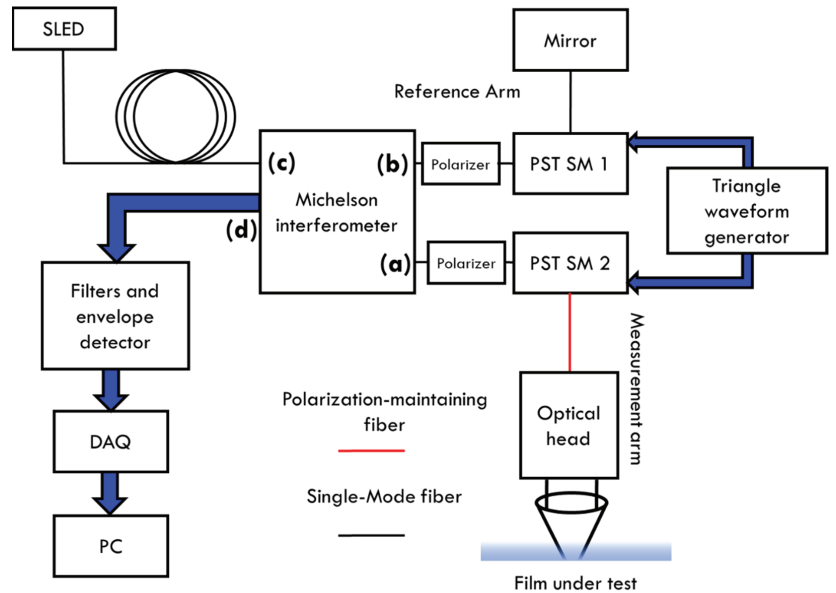 SLED
Mirror
Reference Arm
(c)
(b)
Polarizer
PST SM 1
Michelson
interferometer
Triangle
waveform
generator
(d)
(a)
Polarizer
PST SM 2
Filters and
envelope
detector
Measurement arm
Polarization-maintaining
fiber
Optical
head
DAQ
Single-Mode fiber
PC
Film under test